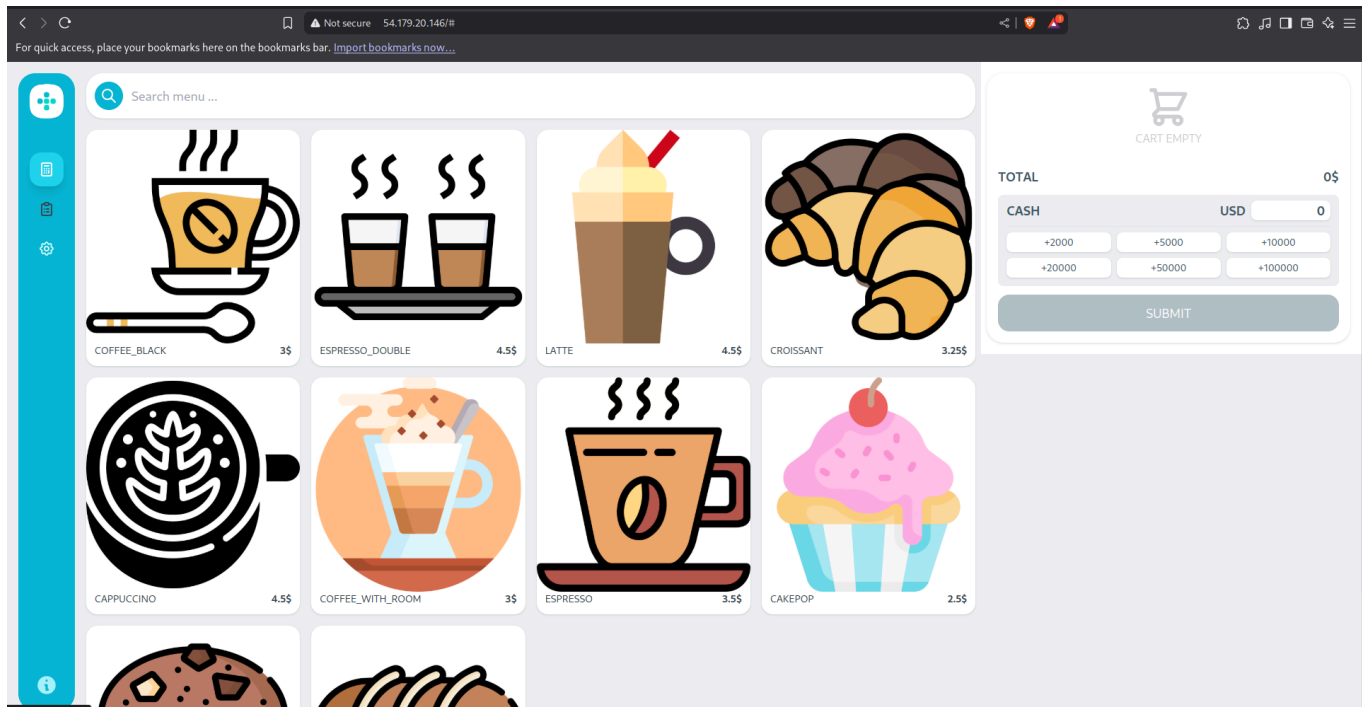 Not secure 54.179.20.146/#
For quick access, place your bookmarks here on the bookmarks bar. Import bookmarks now...
Search menu ...
CART EMPTY
TOTAL 0$
CASH USD 0
+2000 +5000 +10000
+20000 +50000 +100000
SUBMIT
COFFEE_BLACK 3$
ESPRESSO_DOUBLE 4.5$
LATTE 4.5$
CROISSANT 3.25$
CAPPUCCINO 4.5$
COFFEE_WITH_ROOM 3$
ESPRESSO 3.5$
CAKEPOP 2.5$